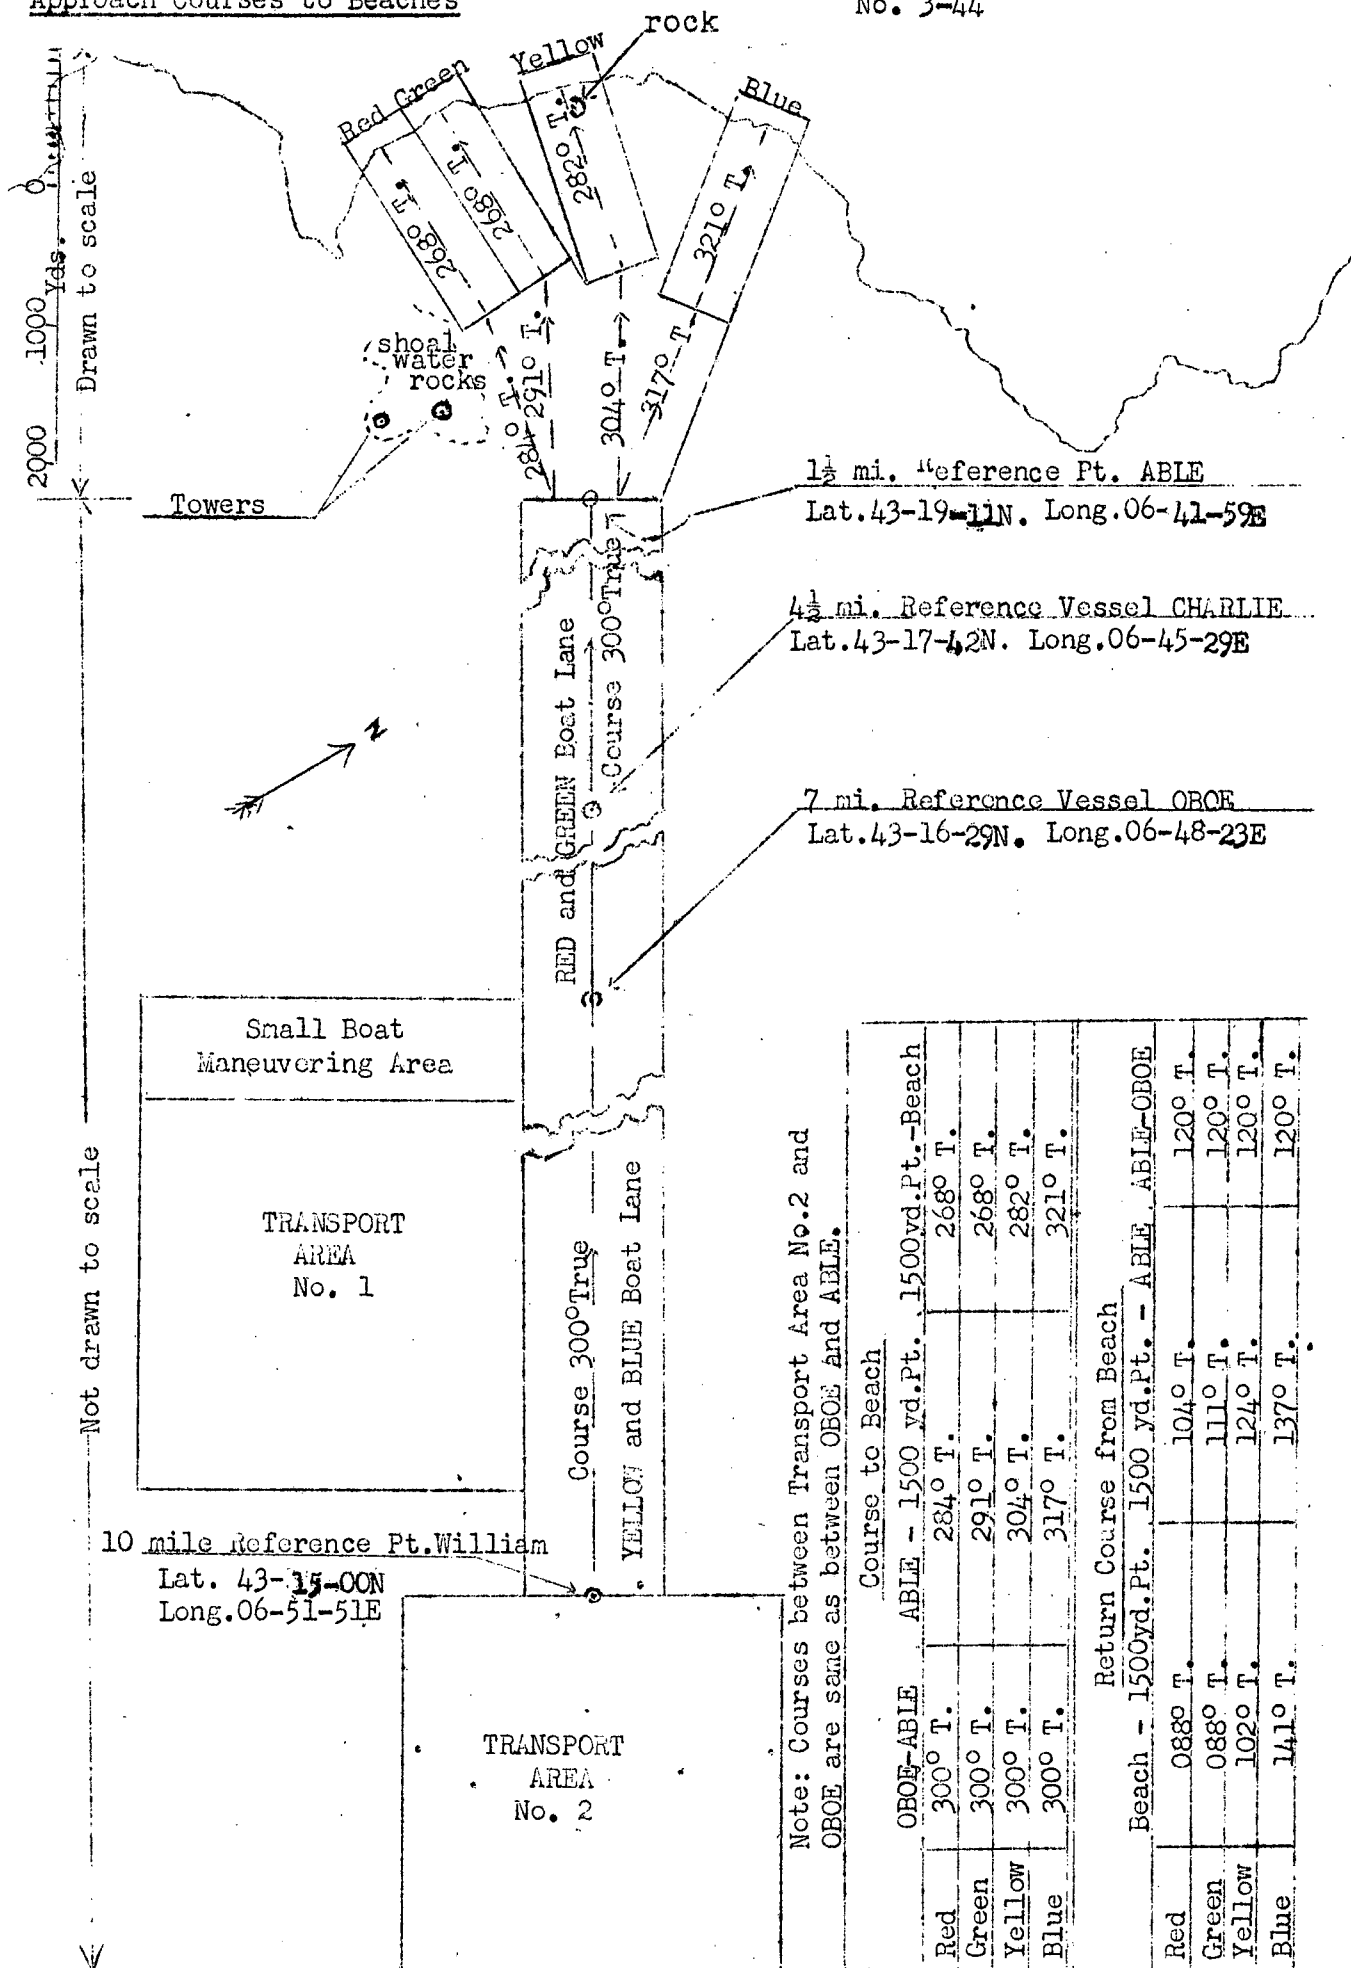 Approach Courses to Beaches
No. 3-44
rock
Yellow
Red Green
Blue
0
Yds.
1000
2000
Drawn to scale
268° T.
268° T.
282° T.
321° T.
284° T.
291° T.
304° T.
317° T.
shoal
water
rocks
Towers
1½ mi. Reference Pt. ABLE
Lat.43-19-11N. Long.06-41-59E
Course 300°True
4½ mi. Reference Vessel CHARLIE
Lat.43-17-42N. Long.06-45-29E
RED and GREEN Boat Lane
N
7 mi. Reference Vessel OBOE
Lat.43-16-29N. Long.06-48-23E
Small Boat
Maneuvering Area
Not drawn to scale
TRANSPORT
AREA
No. 1
Course 300°True
YELLOW and BLUE Boat Lane
10 mile Reference Pt.William
Lat. 43-15-00N
Long.06-51-51E
TRANSPORT
AREA
No. 2
Note: Courses between Transport Area No.2 and
OBOE are same as between OBOE and ABLE.
Course to Beach
OBOE-ABLE ABLE - 1500 yd.Pt. 1500yd.Pt.-Beach
Red 300° T. 284° T. 268° T.
Green 300° T. 291° T. 268° T.
Yellow 300° T. 304° T. 282° T.
Blue 300° T. 317° T. 321° T.
Return Course from Beach
Beach - 1500yd.Pt. 1500 yd.Pt. - ABLE ABLE-OBOE
Red 088° T. 104° T. 120° T.
Green 088° T. 111° T. 120° T.
Yellow 102° T. 124° T. 120° T.
Blue 141° T. 137° T. 120° T.